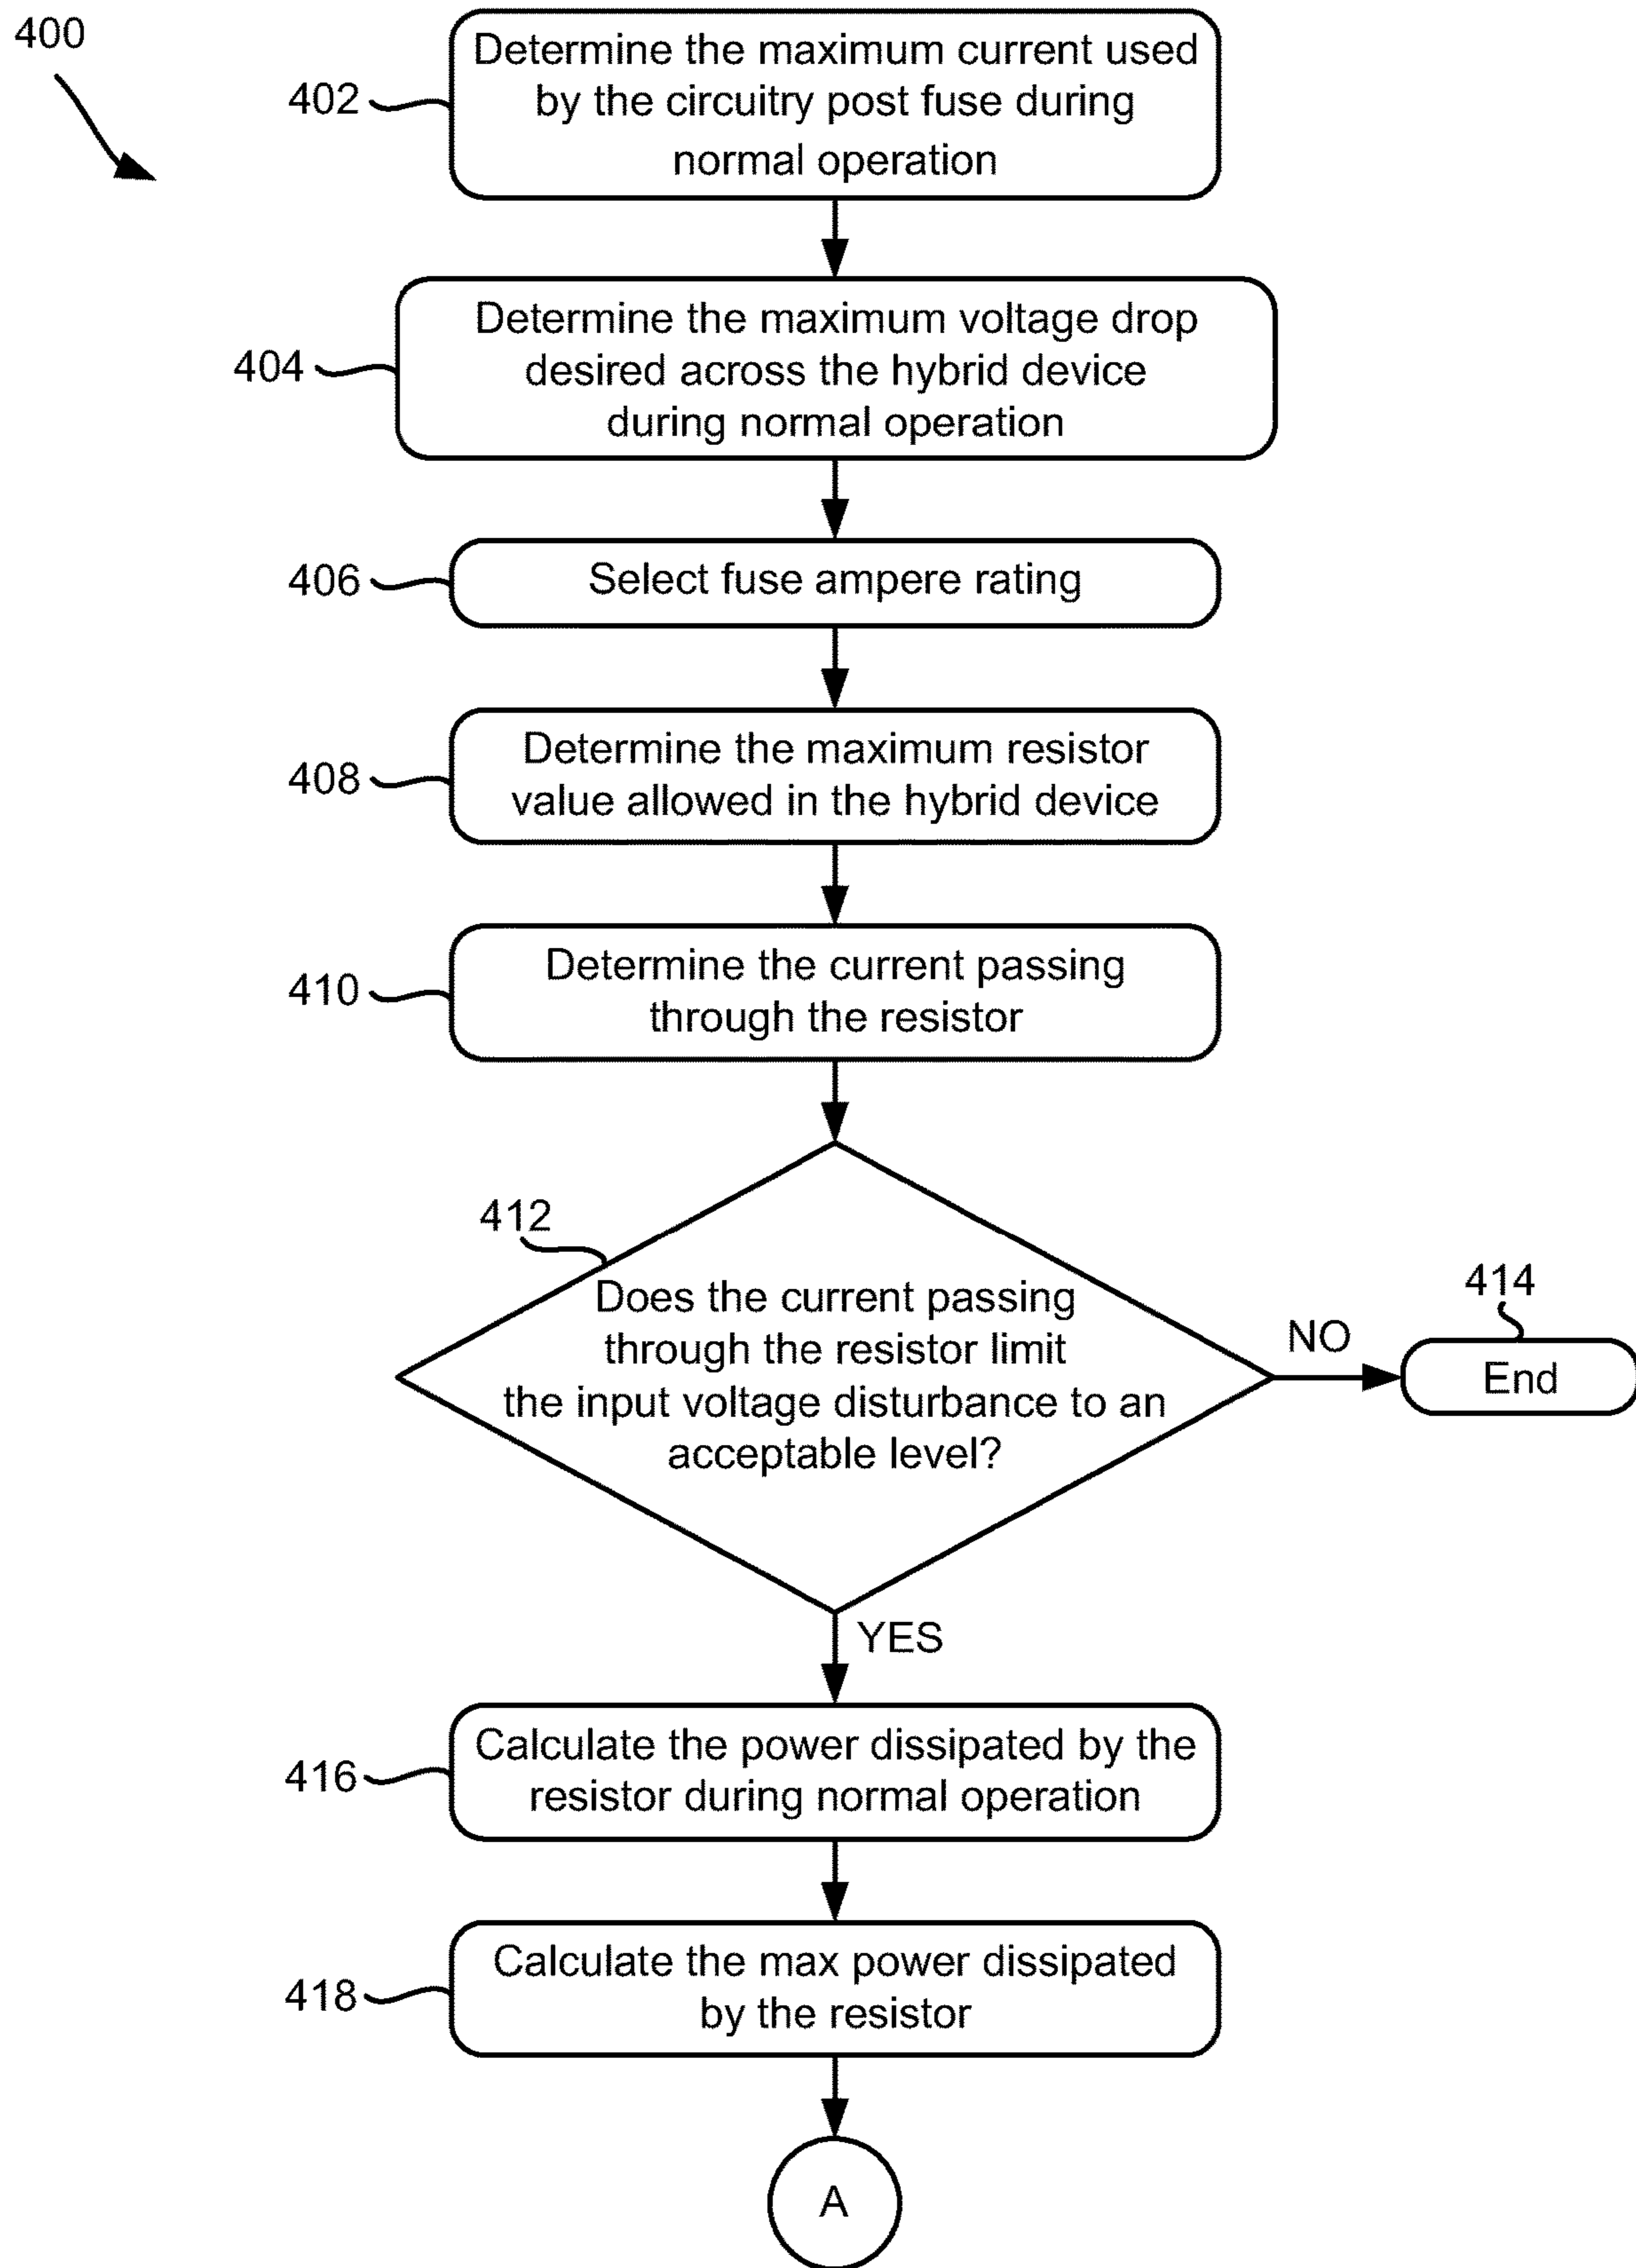 400
402
Determine the maximum current used
by the circuitry post fuse during
normal operation
404
Determine the maximum voltage drop
desired across the hybrid device
during normal operation
406
Select fuse ampere rating
408
Determine the maximum resistor
value allowed in the hybrid device
410
Determine the current passing
through the resistor
412
Does the current passing
through the resistor limit
the input voltage disturbance to an
acceptable level?
NO
414
End
YES
416
Calculate the power dissipated by the
resistor during normal operation
418
Calculate the max power dissipated
by the resistor
A